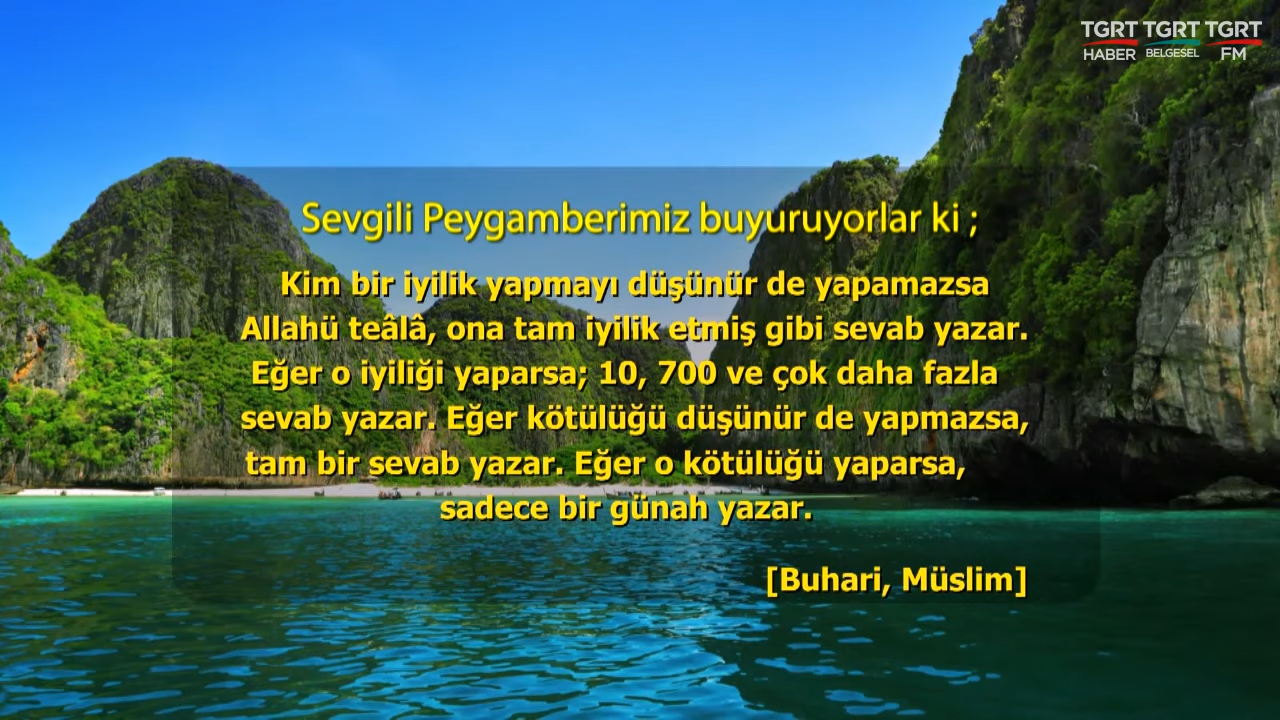 TGRT TGRT TGRT
HABER BELGESEL FM
Sevgili Peygamberimiz buyuruyorlar ki ;
Kim bir iyilik yapmayı düşünür de yapamazsa
Allahü teâlâ, ona tam iyilik etmiş gibi sevab yazar.
Eğer o iyiliği yaparsa; 10, 700 ve çok daha fazla
sevab yazar. Eğer kötülüğü düşünür de yapmazsa,
tam bir sevab yazar. Eğer o kötülüğü yaparsa,
sadece bir günah yazar.
[Buhari, Müslim]